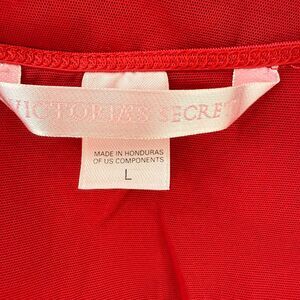 VICTORIA'S SECRET
MADE IN HONDURAS
OF US COMPONENTS
L